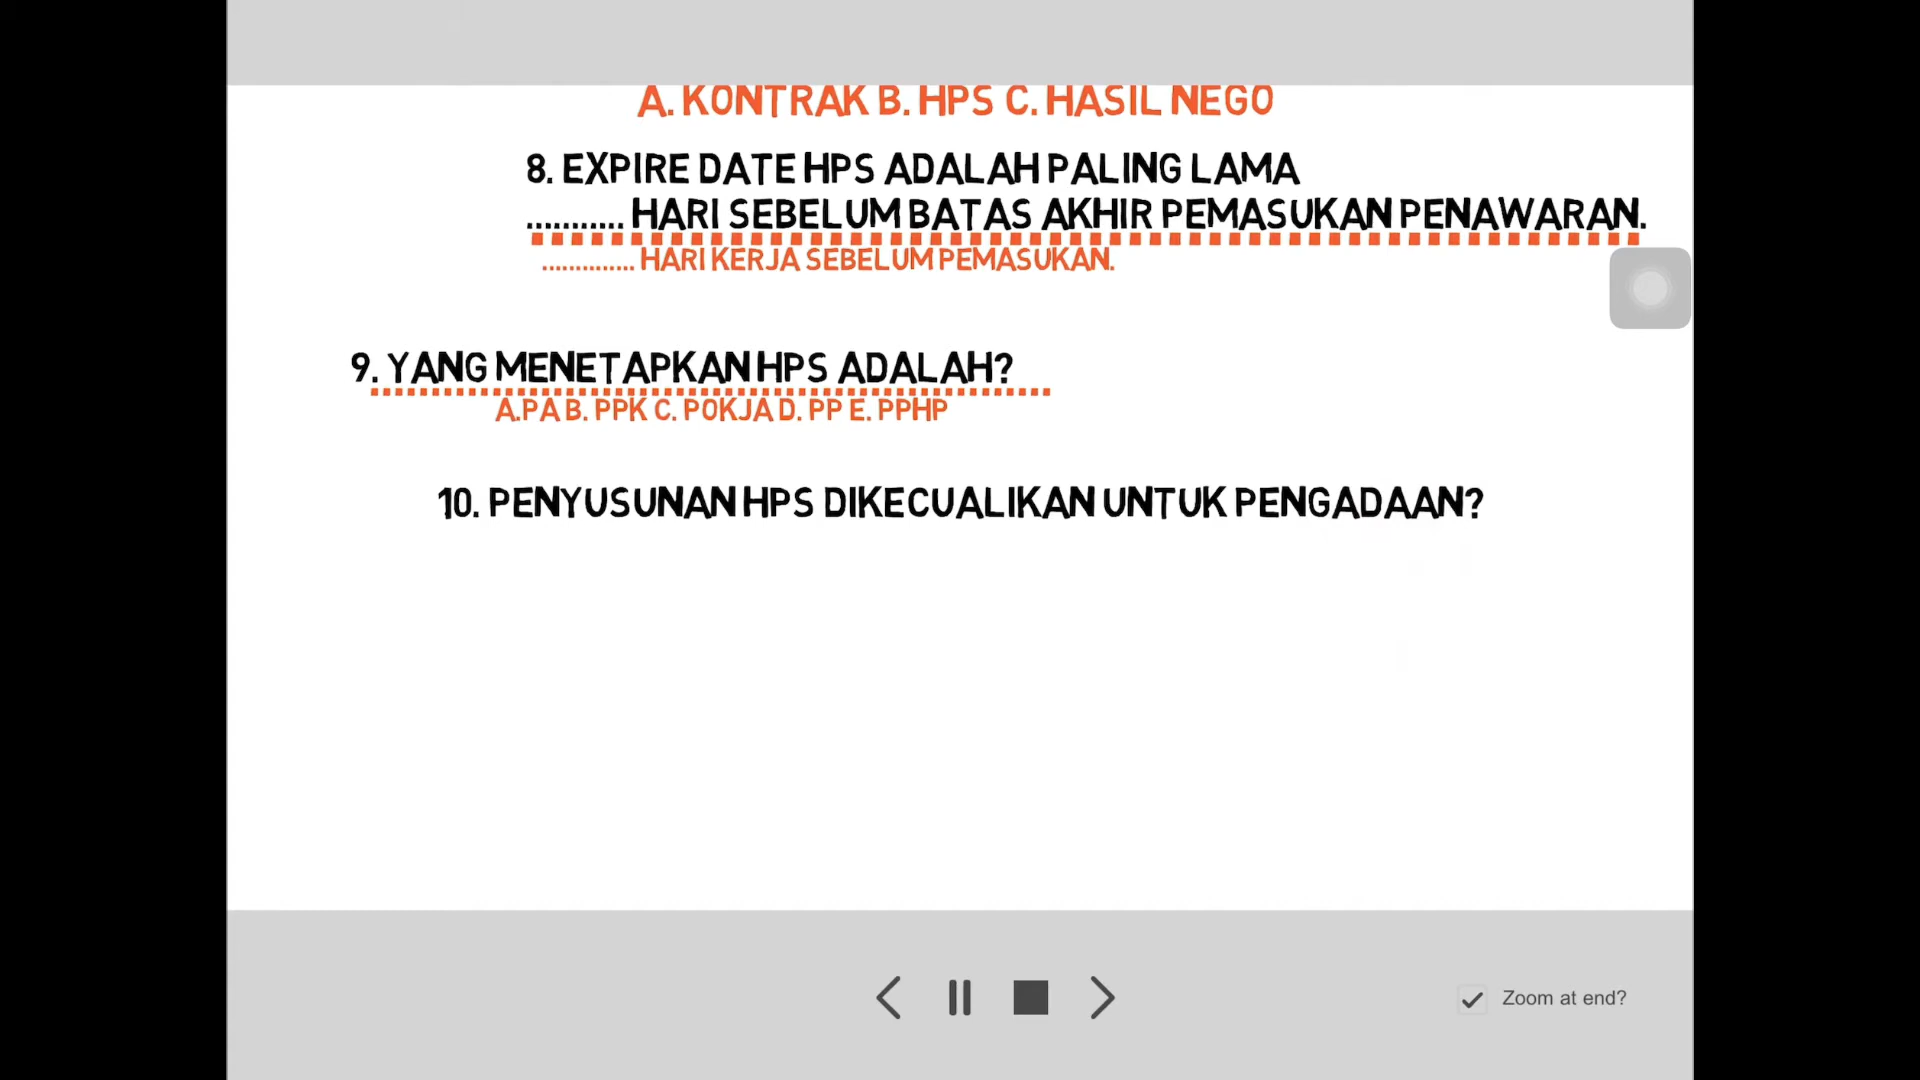 A. KONTRAK B. HPS C. HASIL NEGO
8. EXPIRE DATE HPS ADALAH PALING LAMA
........... HARI SEBELUM BATAS AKHIR PEMASUKAN PENAWARAN.
.............. HARI KERJA SEBELUM PEMASUKAN.
9. YANG MENETAPKAN HPS ADALAH?
A.PA B. PPK C. POKJA D. PP E. PPHP
10. PENYUSUNAN HPS DIKECUALIKAN UNTUK PENGADAAN?
Zoom at end?